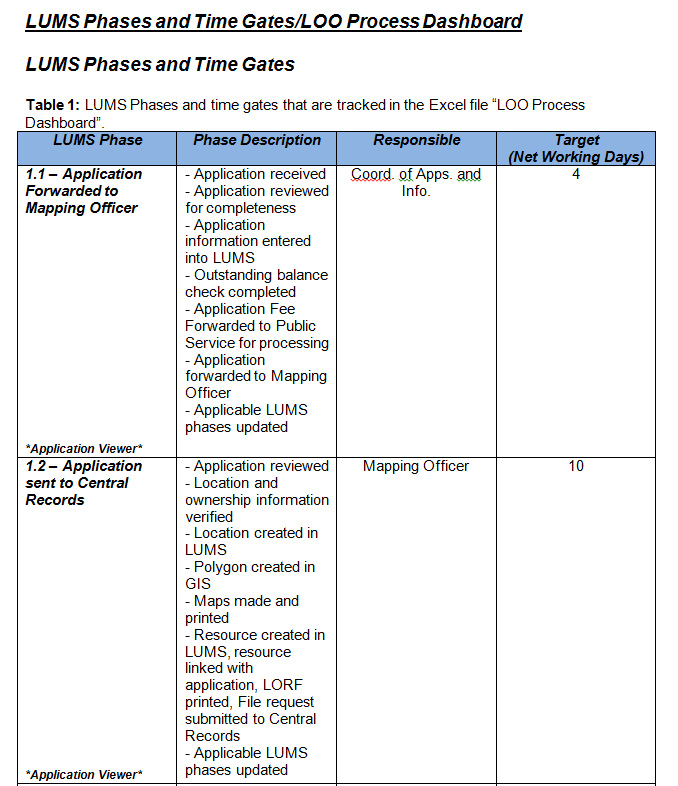 LUMS Phases and Time Gates/LOO Process Dashboard
LUMS Phases and Time Gates
Table 1: LUMS Phases and time gates that are tracked in the Excel file “LOO Process
Dashboard”.
LUMS Phase
Phase Description
Responsible
Target
(Net Working Days)
1.1 – Application
Forwarded to
Mapping Officer
*Application Viewer*
- Application received
- Application reviewed
for completeness
- Application
information entered
into LUMS
- Outstanding balance
check completed
- Application Fee
Forwarded to Public
Service for processing
- Application
forwarded to Mapping
Officer
- Applicable LUMS
phases updated
Coord. of Apps. and
Info.
4
1.2 – Application
sent to Central
Records
*Application Viewer*
- Application reviewed
- Location and
ownership information
verified
- Location created in
LUMS
- Polygon created in
GIS
- Maps made and
printed
- Resource created in
LUMS, resource
linked with
application, LORF
printed, File request
submitted to Central
Records
- Applicable LUMS
phases updated
Mapping Officer
10